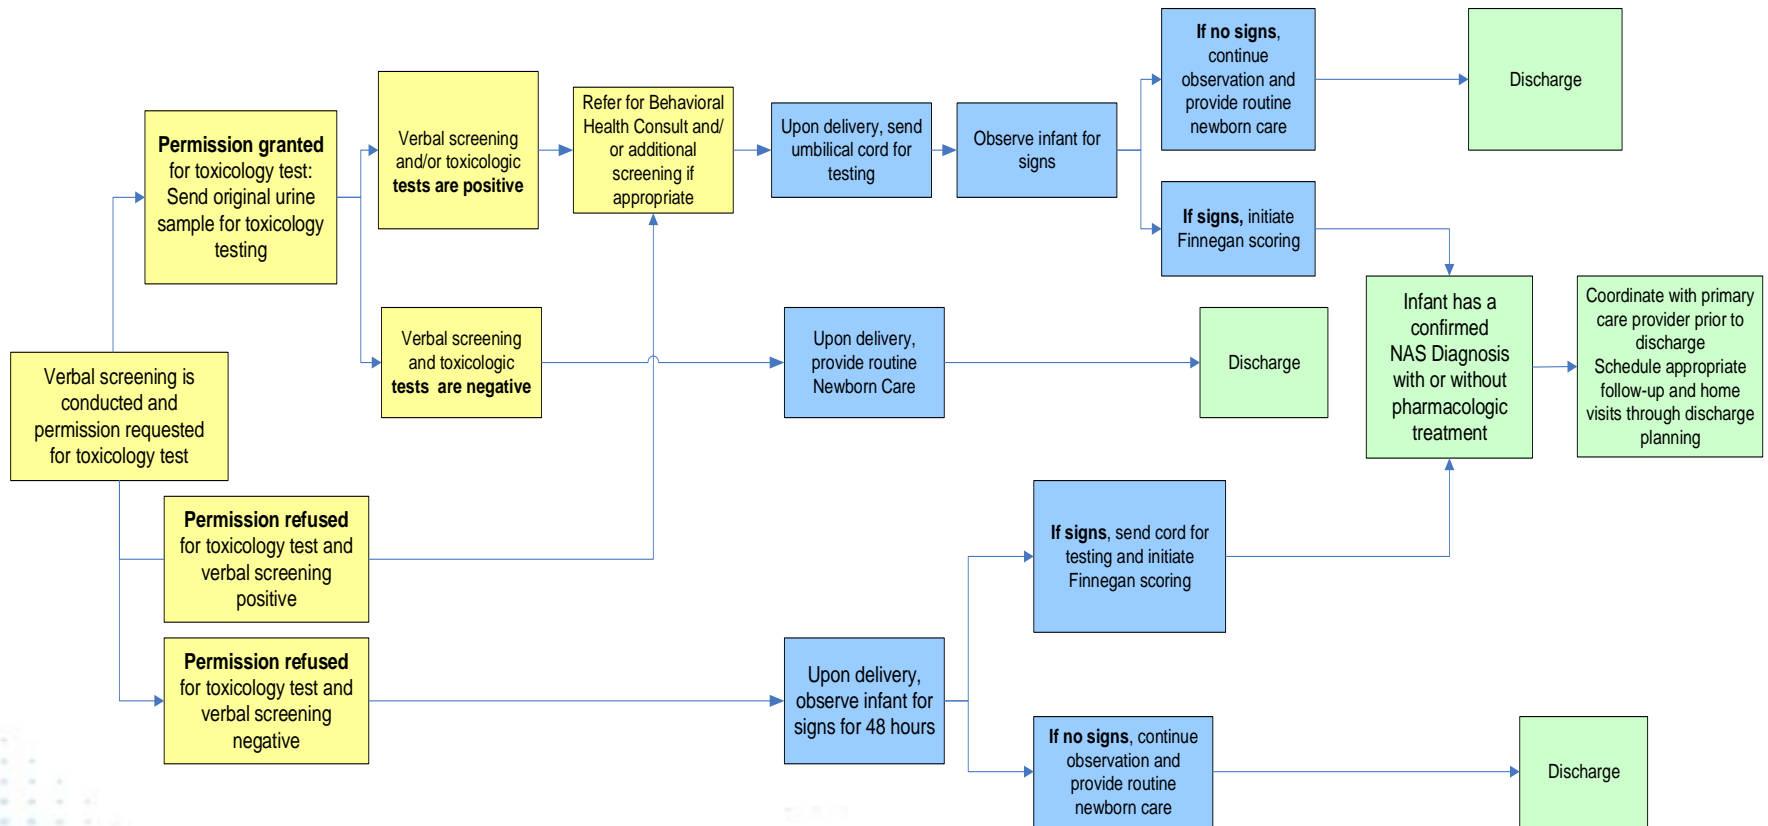 Verbal screening is
conducted and
permission requested
for toxicology test
Permission granted
for toxicology test:
Send original urine
sample for toxicology
testing
Verbal screening
and/or toxicologic
tests are positive
Refer for Behavioral
Health Consult and/
or additional
screening if
appropriate
Upon delivery, send
umbilical cord for
testing
Observe infant for
signs
If no signs,
continue
observation and
provide routine
newborn care
Discharge
If signs, initiate
Finnegan scoring
Infant has a
confirmed
NAS Diagnosis
with or without
pharmacologic
treatment
Coordinate with primary
care provider prior to
discharge
Schedule appropriate
follow-up and home
visits through discharge
planning
Verbal screening
and toxicologic
tests are negative
Upon delivery,
provide routine
Newborn Care
Discharge
Permission refused
for toxicology test and
verbal screening
positive
Permission refused
for toxicology test and
verbal screening
negative
Upon delivery,
observe infant for
signs for 48 hours
If signs, send cord for
testing and initiate
Finnegan scoring
If no signs, continue
observation and
provide routine
newborn care
Discharge